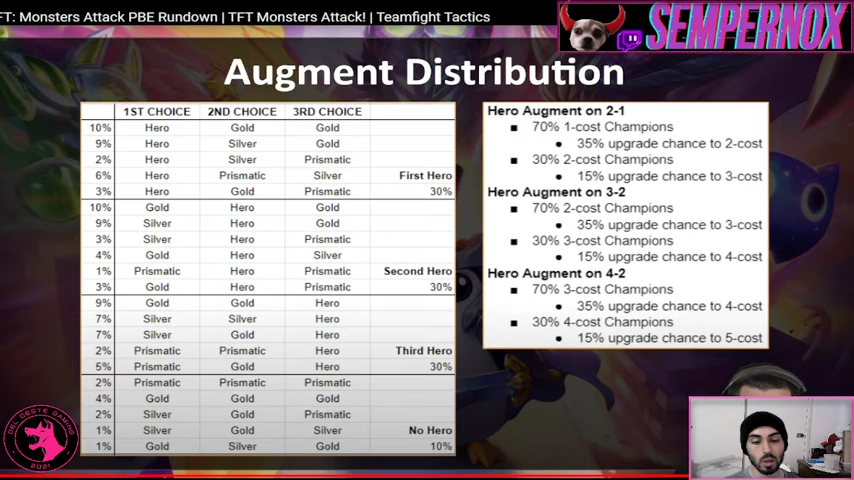 FT: Monsters Attack PBE Rundown | TFT Monsters Attack! | Teamfight Tactics
SEMPERNOX
Augment Distribution
1ST CHOICE 2ND CHOICE 3RD CHOICE
10% Hero Gold Gold
9% Hero Silver Gold
2% Hero Silver Prismatic
6% Hero Prismatic Silver First Hero
3% Hero Gold Prismatic 30%
10% Gold Hero Gold
9% Silver Hero Gold
3% Silver Hero Prismatic
4% Gold Hero Silver
1% Prismatic Hero Prismatic Second Hero
3% Gold Hero Prismatic 30%
9% Gold Gold Hero
7% Silver Silver Hero
7% Silver Gold Hero
2% Prismatic Prismatic Hero Third Hero
5% Prismatic Gold Hero 30%
2% Prismatic Prismatic Prismatic
4% Gold Gold Gold
2% Silver Gold Prismatic
1% Silver Gold Silver No Hero
1% Gold Silver Gold 10%
Hero Augment on 2-1
70% 1-cost Champions
35% upgrade chance to 2-cost
30% 2-cost Champions
15% upgrade chance to 3-cost
Hero Augment on 3-2
70% 2-cost Champions
35% upgrade chance to 3-cost
30% 3-cost Champions
15% upgrade chance to 4-cost
Hero Augment on 4-2
70% 3-cost Champions
35% upgrade chance to 4-cost
30% 4-cost Champions
15% upgrade chance to 5-cost
DEL OESTE GAMING
2021